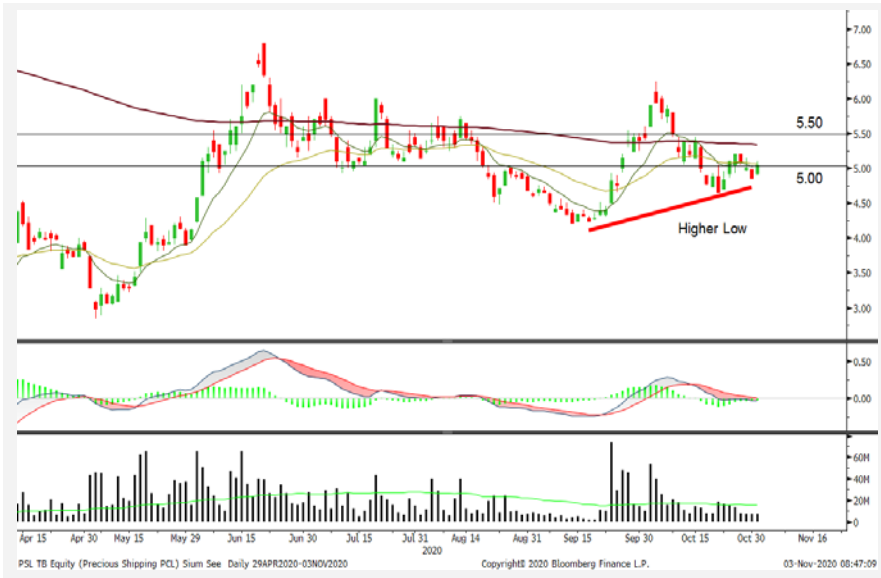 7.00
6.50
6.00
5.50
5.50
5.00
5.00
4.50
Higher Low
4.00
3.50
3.00
0.50
0.00
60M
40M
20M
0
Apr 15 Apr 30 May 15 May 29 Jun 15 Jun 30 Jul 15 Jul 31 Aug 14 Aug 31 Sep 15 Sep 30 Oct 15 Oct 30 Nov 16
2020
PSL TB Equity (Precious Shipping PCL) Sium See Daily 29APR2020-03NOV2020 Copyright© 2020 Bloomberg Finance L.P. 03-Nov-2020 08:47:09